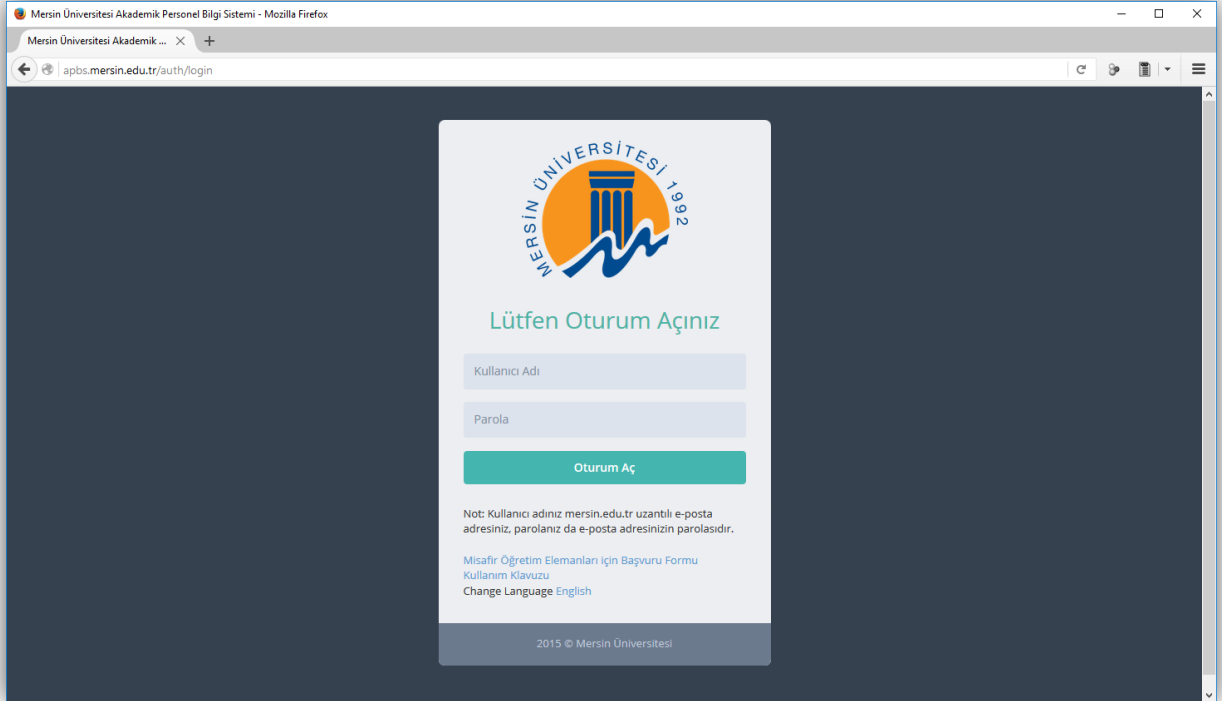 Mersin Üniversitesi Akademik Personel Bilgi Sistemi - Mozilla Firefox
Mersin Üniversitesi Akademik ...
apbs.mersin.edu.tr/auth/login
MERSİN ÜNİVERSİTESİ 1992
Lütfen Oturum Açınız
Kullanıcı Adı
Parola
Oturum Aç
Not: Kullanıcı adınız mersin.edu.tr uzantılı e-posta
adresiniz, parolanız da e-posta adresinizin parolasıdır.
Misafir Öğretim Elemanları için Başvuru Formu
Kullanım Klavuzu
Change Language English
2015 © Mersin Üniversitesi